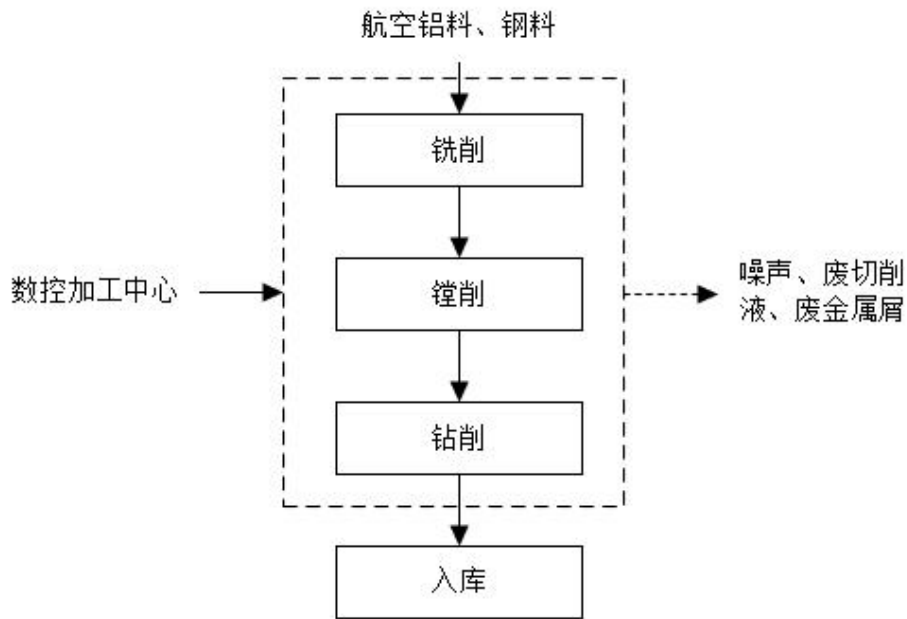 航空铝料、钢料
铣削
镗削
数控加工中心
噪声、废切削
液、废金属屑
钻削
入库